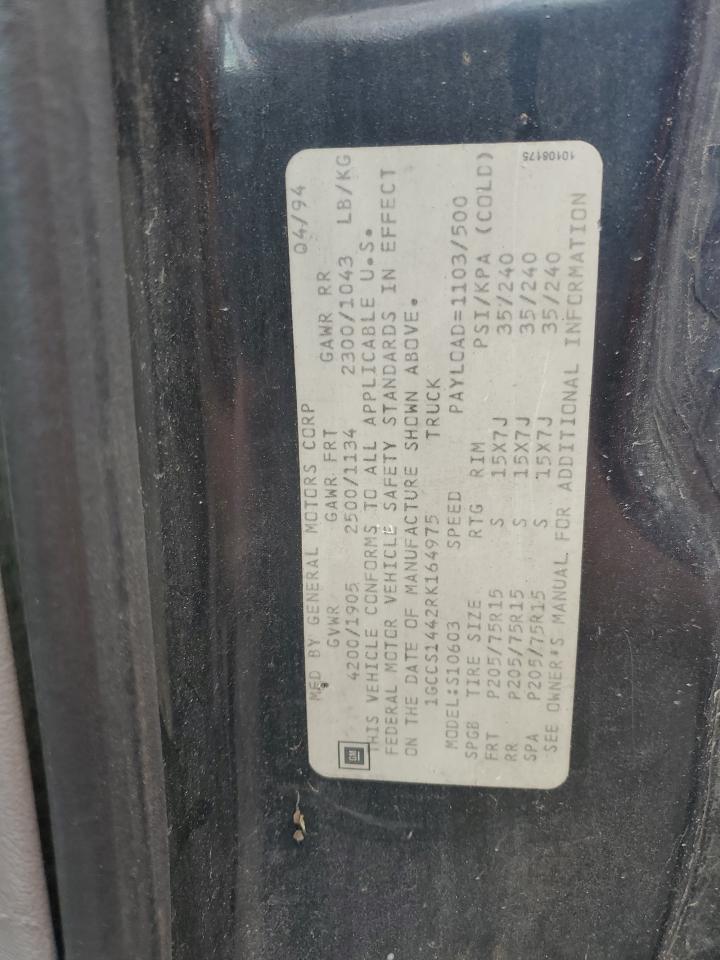 MFD BY GENERAL MOTORS CORP 04/94
GVWR GAWR FRT GAWR RR
4200/1905 2500/1134 2300/1043 LB/KG
GM THIS VEHICLE CONFORMS TO ALL APPLICABLE U.S.
FEDERAL MOTOR VEHICLE SAFETY STANDARDS IN EFFECT
ON THE DATE OF MANUFACTURE SHOWN ABOVE.
1GCCS1442RK164975 TRUCK
MODEL:S10603 PAYLOAD=1103/500
SPEED
SPGB TIRE SIZE RTG RIM PSI/KPA (COLD)
FRT P205/75R15 S 15X7J 35/240
RR P205/75R15 S 15X7J 35/240
SPA P205/75R15 S 15X7J 35/240
SEE OWNER'S MANUAL FOR ADDITIONAL INFORMATION
10108175